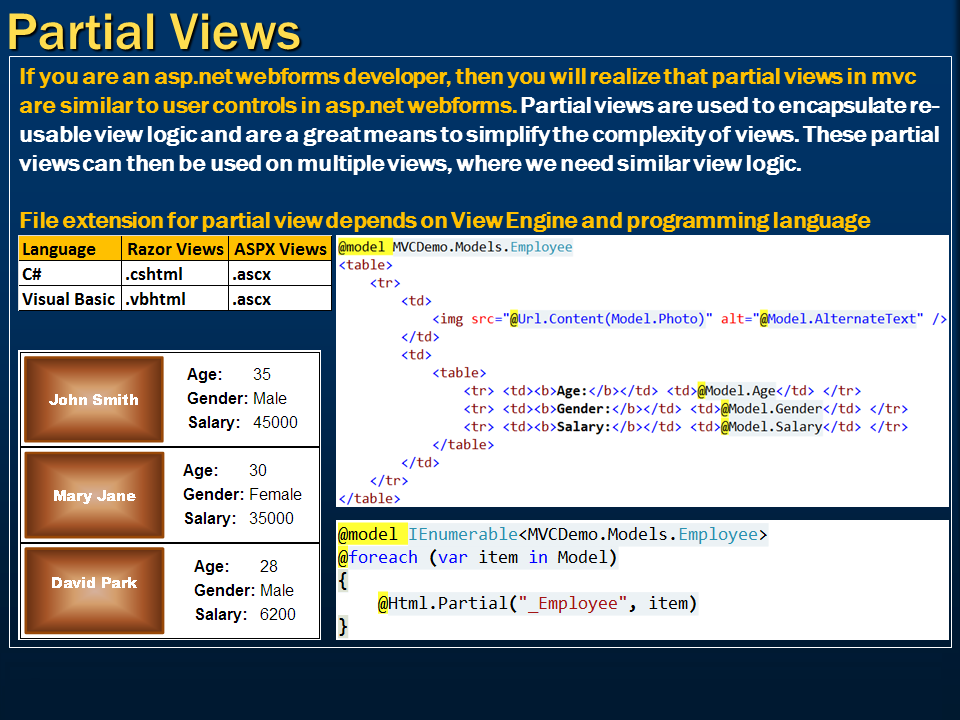 Partial Views
If you are an asp.net webforms developer, then you will realize that partial views in mvc
are similar to user controls in asp.net webforms. Partial views are used to encapsulate re-
usable view logic and are a great means to simplify the complexity of views. These partial
views can then be used on multiple views, where we need similar view logic.
File extension for partial view depends on View Engine and programming language
Language Razor Views ASPX Views
C# .cshtml .ascx
Visual Basic .vbhtml .ascx
John Smith
Age: 35
Gender: Male
Salary: 45000
Mary Jane
Age: 30
Gender: Female
Salary: 35000
David Park
Age: 28
Gender: Male
Salary: 6200
@model MVCDemo.Models.Employee
<table>
    <tr>
        <td>
            <img src="@Url.Content(Model.Photo)" alt="@Model.AlternateText" />
        </td>
        <td>
            <table>
                <tr> <td><b>Age:</b></td> <td>@Model.Age</td> </tr>
                <tr> <td><b>Gender:</b></td> <td>@Model.Gender</td> </tr>
                <tr> <td><b>Salary:</b></td> <td>@Model.Salary</td> </tr>
            </table>
        </td>
    </tr>
</table>
@model IEnumerable<MVCDemo.Models.Employee>
@foreach (var item in Model)
{
    @Html.Partial("_Employee", item)
}